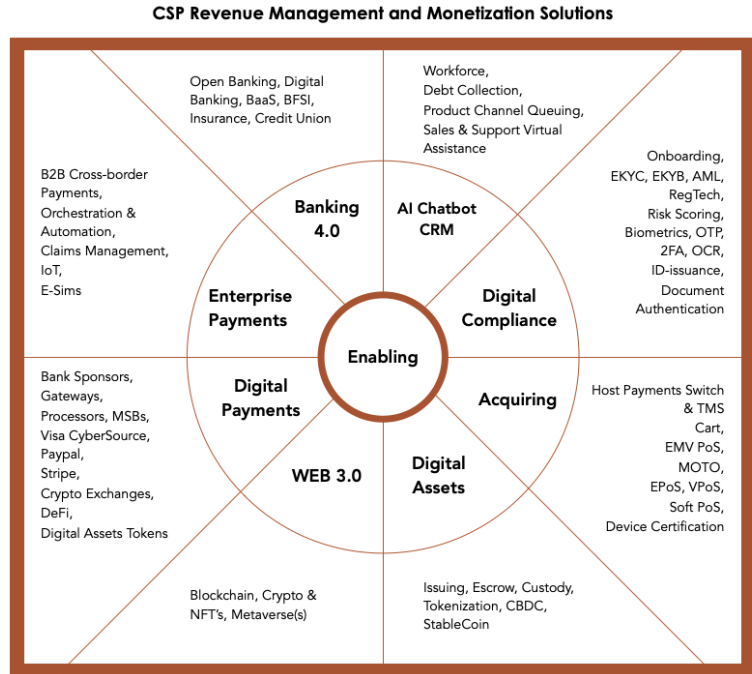 CSP Revenue Management and Monetization Solutions
Open Banking, Digital
Banking, BaaS, BFSI,
Insurance, Credit Union
Workforce,
Debt Collection,
Product Channel Queuing,
Sales & Support Virtual
Assistance
B2B Cross-border
Payments,
Orchestration &
Automation,
Claims Management,
IoT,
E-Sims
Onboarding,
EKYC, EKYB, AML,
RegTech,
Risk Scoring,
Biometrics, OTP,
2FA, OCR,
ID-issuance,
Document
Authentication
Banking
4.0
AI Chatbot
CRM
Enterprise
Payments
Digital
Compliance
Enabling
Digital
Payments
Acquiring
WEB 3.0
Digital
Assets
Bank Sponsors,
Gateways,
Processors, MSBs,
Visa CyberSource,
Paypal,
Stripe,
Crypto Exchanges,
DeFi,
Digital Assets Tokens
Host Payments Switch
& TMS
Cart,
EMV PoS,
MOTO,
EPoS, VPoS,
Soft PoS,
Device Certification
Blockchain, Crypto &
NFT's, Metaverse(s)
Issuing, Escrow, Custody,
Tokenization, CBDC,
StableCoin